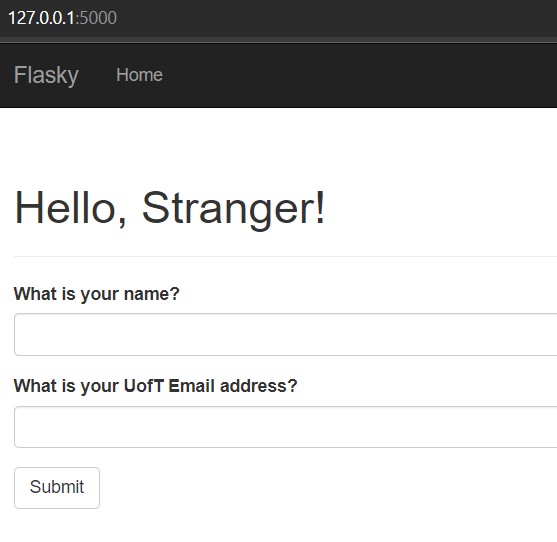 127.0.0.1:5000
Flasky Home
Hello, Stranger!
What is your name?
What is your UofT Email address?
Submit